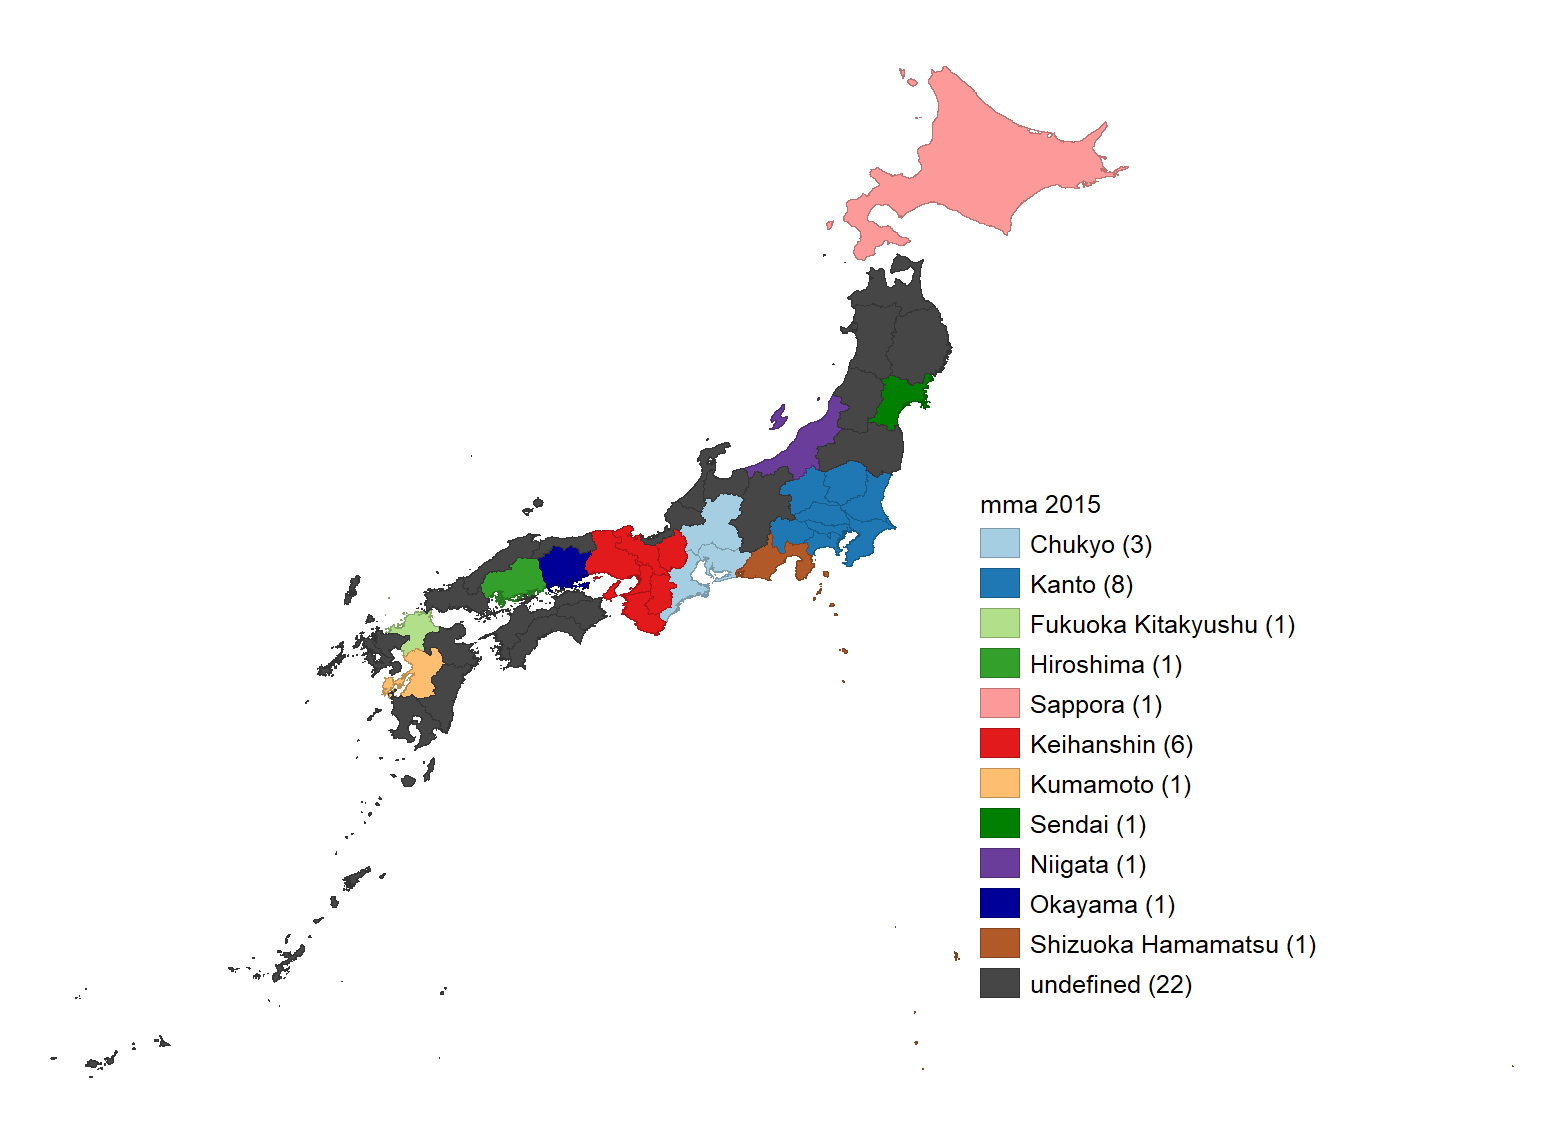 mma 2015
Chukyo (3)
Kanto (8)
Fukuoka Kitakyushu (1)
Hiroshima (1)
Sappora (1)
Keihanshin (6)
Kumamoto (1)
Sendai (1)
Niigata (1)
Okayama (1)
Shizuoka Hamamatsu (1)
undefined (22)